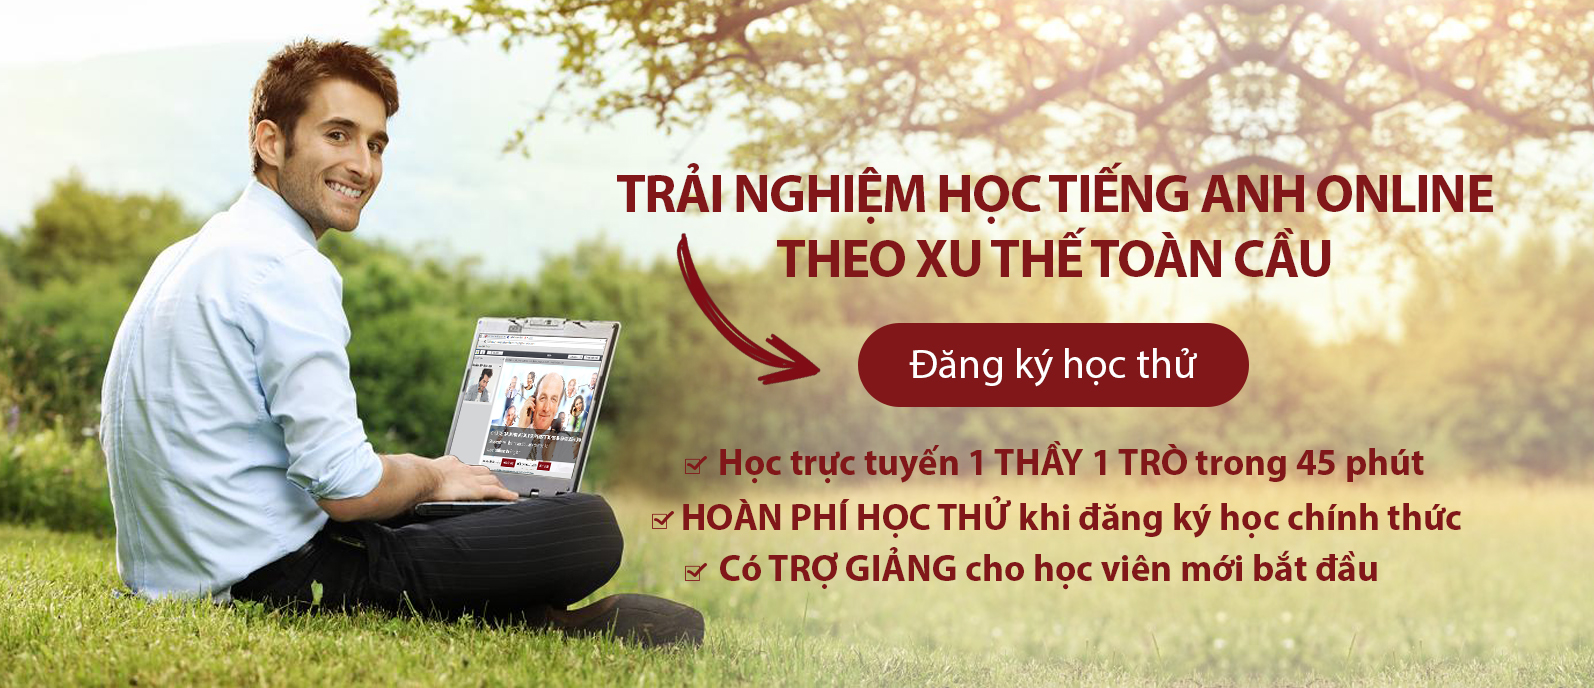 TRẢI NGHIỆM HỌC TIẾNG ANH ONLINE
THEO XU THẾ TOÀN CẦU
Đăng ký học thử
Học trực tuyến 1 THẦY 1 TRÒ trong 45 phút
HOÀN PHÍ HỌC THỬ khi đăng ký học chính thức
Có TRỢ GIẢNG cho học viên mới bắt đầu